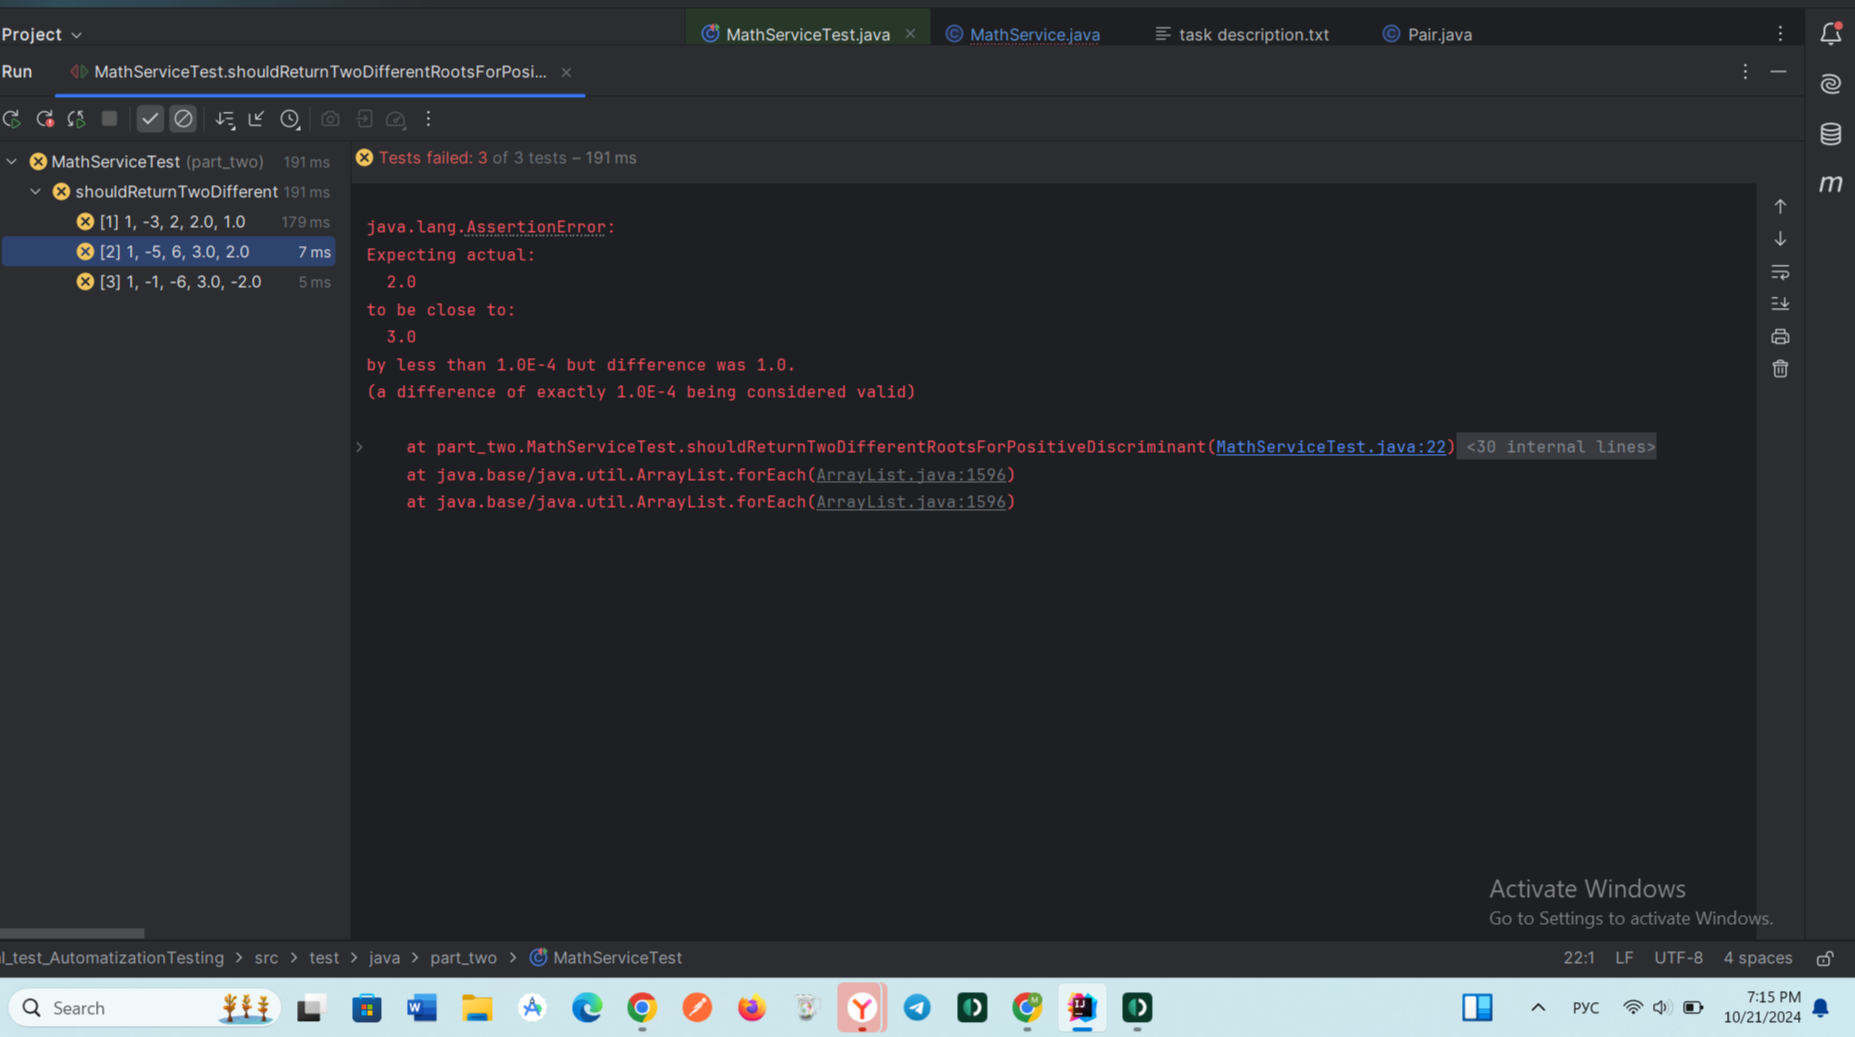 Project
MathServiceTest.java
MathService.java
task description.txt
Pair.java
Run
MathServiceTest.shouldReturnTwoDifferentRootsForPosi...
MathServiceTest (part_two) 191 ms
shouldReturnTwoDifferent 191 ms
[1] 1, -3, 2, 2.0, 1.0 179 ms
[2] 1, -5, 6, 3.0, 2.0 7 ms
[3] 1, -1, -6, 3.0, -2.0 5 ms
Tests failed: 3 of 3 tests – 191 ms
java.lang.AssertionError:
Expecting actual:
2.0
to be close to:
3.0
by less than 1.0E-4 but difference was 1.0.
(a difference of exactly 1.0E-4 being considered valid)
at part_two.MathServiceTest.shouldReturnTwoDifferentRootsForPositiveDiscriminant(MathServiceTest.java:22) <30 internal lines>
at java.base/java.util.ArrayList.forEach(ArrayList.java:1596)
at java.base/java.util.ArrayList.forEach(ArrayList.java:1596)
m
Activate Windows
Go to Settings to activate Windows.
l_test_AutomatizationTesting > src > test > java > part_two > MathServiceTest
22:1 LF UTF-8 4 spaces
Search
РУС
7:15 PM
10/21/2024